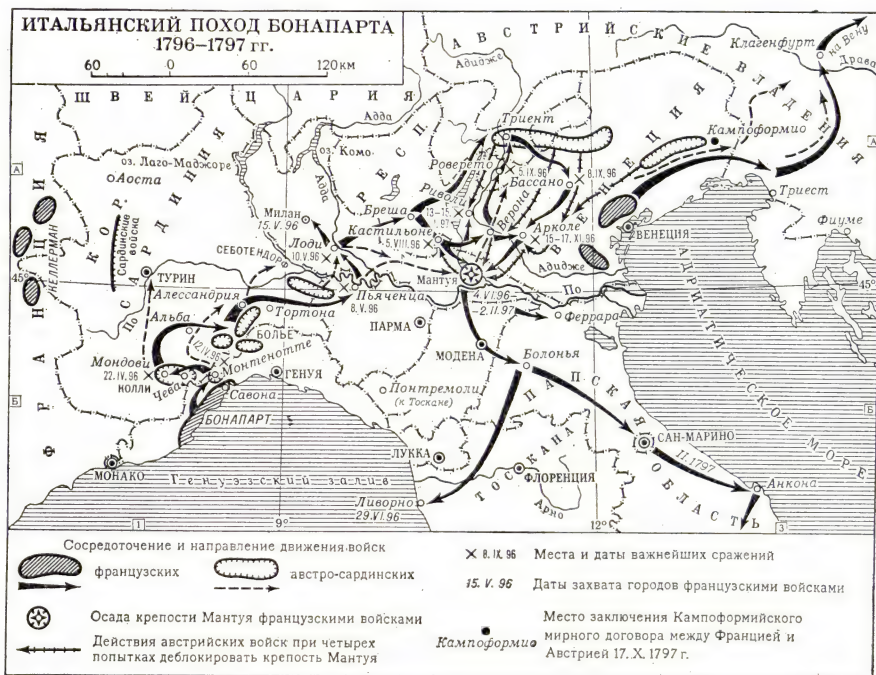 ИТАЛЬЯНСКИЙ ПОХОД БОНАПАРТА
1796–1797 гг.
60 0 60 120 км
АВСТРИЙСКИЕ ВЛАДЕНИЯ
Клагенфурт
на Вену
Драва
ШВЕЙЦАРИЯ
Адидже
Адда
Триент
Кампоформио
оз. Лаго-Маджоре
оз. Комо
Адда
РЕСП.
ВЕНЕЦИЯ
Роверето
5.IX.96
8.IX.96
Бассано
А
А
Аоста
Риволи
13–15.
I.97
Верона
Триест
Милан
15.V.96
Бреша
Кастильоне
5.VIII.96
Арколе
15–17.XI.96
ВЕНЕЦИЯ
Фиуме
ФРАНЦИЯ
КЕЛЛЕРМАН
Сардинские войска
КОР. САРДИНИЯ
СЕБОТЕНДОРФ
Лоди
10.V.96
Адидже
45°
45°
ТУРИН
Мантуя
По
4.VI.96–
–2.II.97
Алессандрия
Пьяченца
8.V.96
Тортона
По
Альба
ПАРМА
Феррара
БОЛЬЕ
12.IV.96
МОДЕНА
Болонья
Мондови
22.IV.96
КОЛЛИ
Чева
Монтенотте
ГЕНУЯ
Савона
Понтремоли
(к Тоскане)
Б
Б
БОНАПАРТ
ПАПСКАЯ ОБЛАСТЬ
АДРИАТИЧЕСКОЕ МОРЕ
САН-МАРИНО
ЛУККА
ТОСКАНА
ФЛОРЕНЦИЯ
II.1797
МОНАКО
Генуэзский залив
Анкона
Ливорно
29.VI.96
Арно
1
9°
12°
3
Сосредоточение и направление движения войск
французских
австро-сардинских
Осада крепости Мантуя французскими войсками
Действия австрийских войск при четырех
попытках деблокировать крепость Мантуя
8.IX.96 Места и даты важнейших сражений
15.V.96 Даты захвата городов французскими войсками
Кампоформио
Место заключения Кампоформийского
мирного договора между Францией и
Австрией 17.X.1797 г.